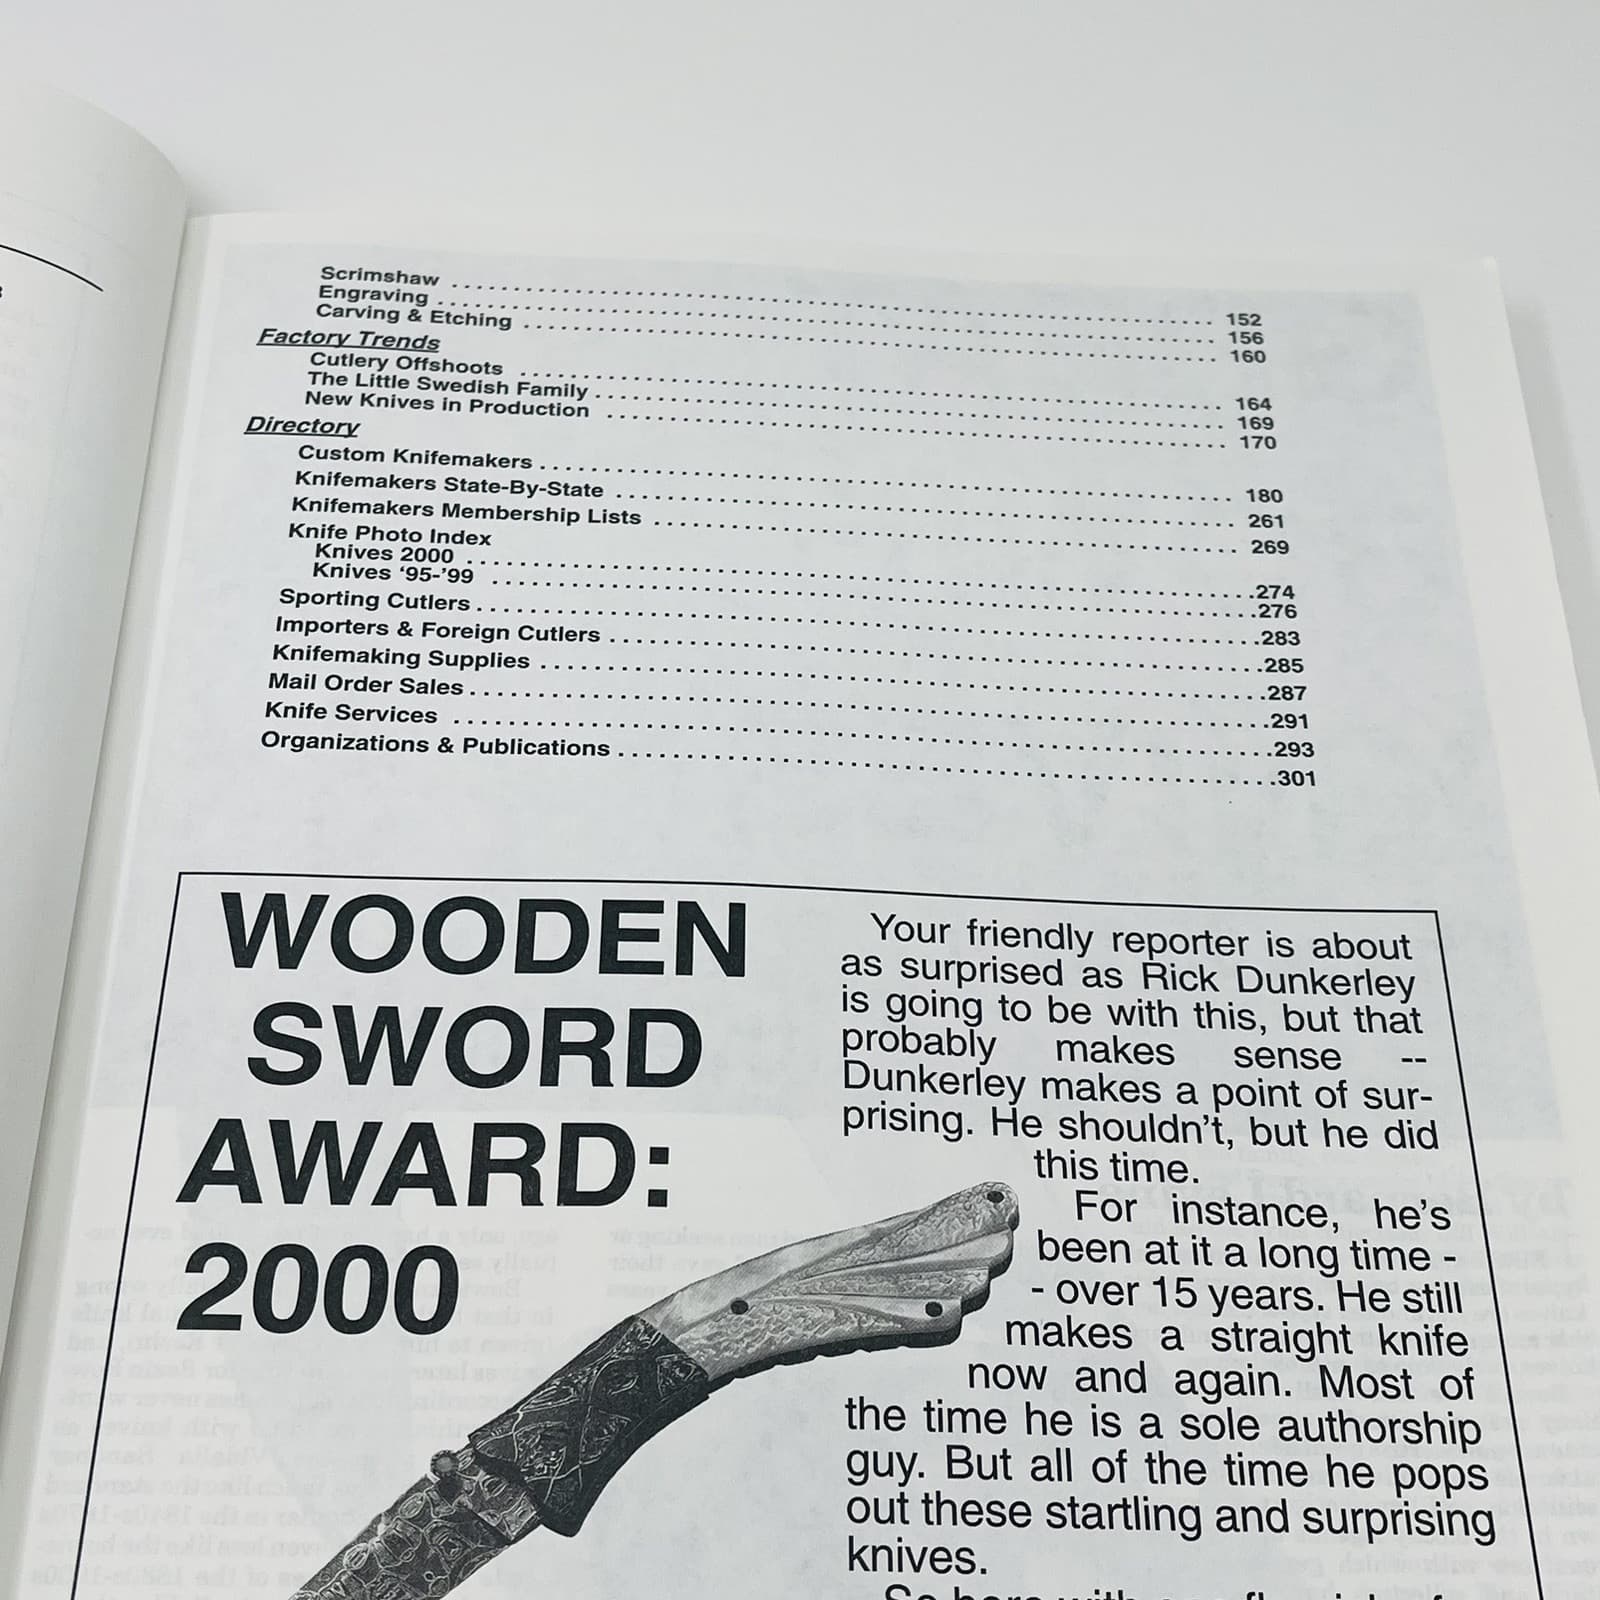 Scrimshaw . . . . . . . . . . . . . . . . . . . . . . . . . . . . . . . . 152
Engraving . . . . . . . . . . . . . . . . . . . . . . . . . . . . . . . . 156
Carving & Etching . . . . . . . . . . . . . . . . . . . . . . . . . . . . 160
Factory Trends
Cutlery Offshoots . . . . . . . . . . . . . . . . . . . . . . . . . . . . 164
The Little Swedish Family . . . . . . . . . . . . . . . . . . . . . . . . 169
New Knives in Production . . . . . . . . . . . . . . . . . . . . . . . . 170
Directory
Custom Knifemakers . . . . . . . . . . . . . . . . . . . . . . . . . . . 180
Knifemakers State-By-State . . . . . . . . . . . . . . . . . . . . . . . 261
Knifemakers Membership Lists . . . . . . . . . . . . . . . . . . . . . . 269
Knife Photo Index
Knives 2000 . . . . . . . . . . . . . . . . . . . . . . . . . . . . . . .274
Knives ‘95-’99 . . . . . . . . . . . . . . . . . . . . . . . . . . . . . .276
Sporting Cutlers . . . . . . . . . . . . . . . . . . . . . . . . . . . . .283
Importers & Foreign Cutlers . . . . . . . . . . . . . . . . . . . . . . .285
Knifemaking Supplies . . . . . . . . . . . . . . . . . . . . . . . . . . .287
Mail Order Sales . . . . . . . . . . . . . . . . . . . . . . . . . . . . .291
Knife Services . . . . . . . . . . . . . . . . . . . . . . . . . . . . . .293
Organizations & Publications . . . . . . . . . . . . . . . . . . . . . . .301
WOODEN
SWORD
AWARD:
2000
Your friendly reporter is about
as surprised as Rick Dunkerley
is going to be with this, but that
probably makes sense --
Dunkerley makes a point of sur-
prising. He shouldn't, but he did
this time.
For instance, he's
been at it a long time -
- over 15 years. He still
makes a straight knife
now and again. Most of
the time he is a sole authorship
guy. But all of the time he pops
out these startling and surprising
knives.